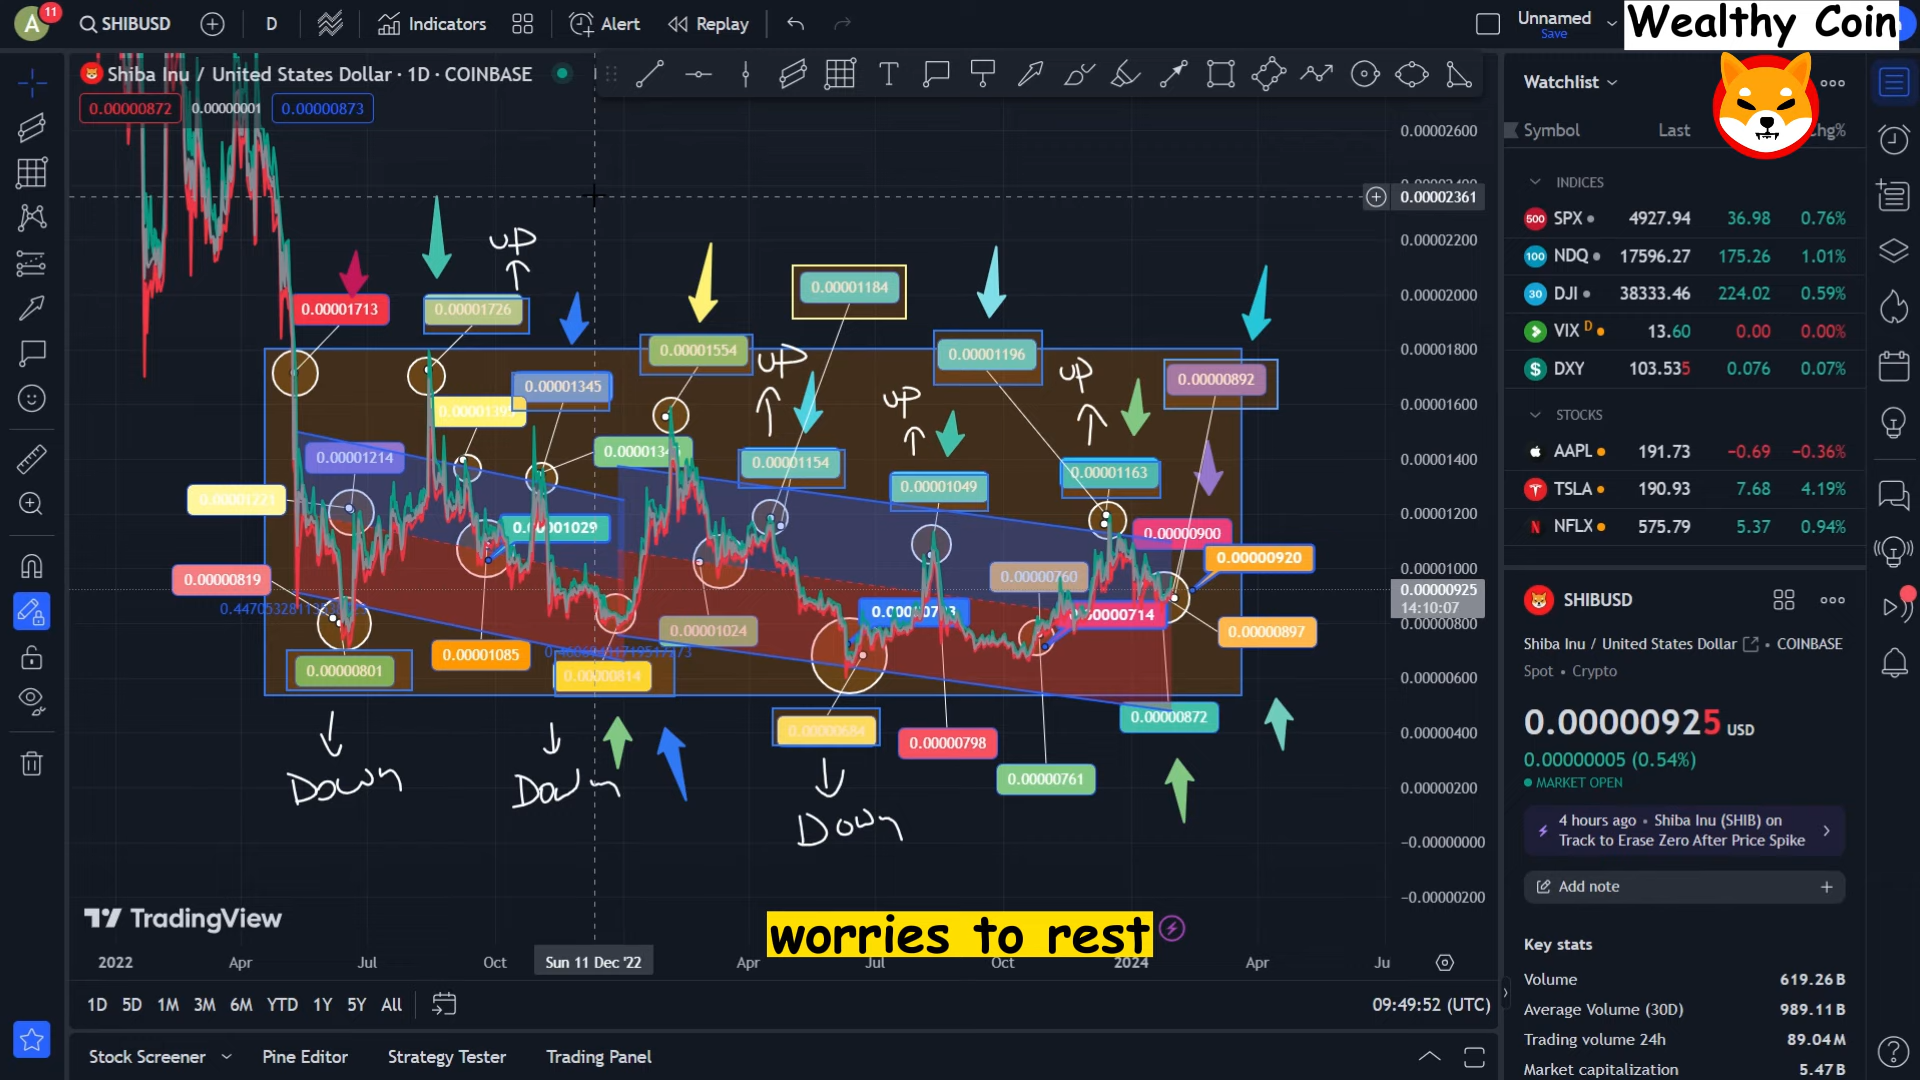 A
11
SHIBUSD
D
Indicators
Alert
Replay
Unnamed
Save
Wealthy Coin
Shiba Inu / United States Dollar · 1D · COINBASE
0.00000872
0.00000001
0.00000873
0.00002600
0.00002361
0.00002200
0.00002000
0.00001800
0.00001600
0.00001400
0.00001200
0.00001000
0.00000925
14:10:07
0.00000800
0.00000600
0.00000400
0.00000200
−0.00000000
−0.00000200
UP
0.00001713
0.00001726
0.00001345
0.00001554
0.00001184
UP
0.00001196
UP
UP
0.00000892
0.00001214
0.00001154
0.00001049
0.00001163
0.00001221
0.00001029
0.00000900
0.00000920
0.00000819
0.00000760
0.00000714
0.00000897
0.00001024
0.00000801
0.00001085
0.00000814
0.00000684
0.00000798
0.00000761
0.00000872
Down
Down
Down
TradingView
worries to rest
2022
Apr
Jul
Oct
Sun 11 Dec '22
Apr
Jul
Oct
2024
Apr
Ju
1D 5D 1M 3M 6M YTD 1Y 5Y All
09:49:52 (UTC)
Stock Screener
Pine Editor
Strategy Tester
Trading Panel
Watchlist
Symbol Last Chg%
INDICES
SPX 4927.94 36.98 0.76%
NDQ 17596.27 175.26 1.01%
DJI 38333.46 224.02 0.59%
VIX D 13.60 0.00 0.00%
DXY 103.535 0.076 0.07%
STOCKS
AAPL 191.73 −0.69 −0.36%
TSLA 190.93 7.68 4.19%
NFLX 575.79 5.37 0.94%
SHIBUSD
Shiba Inu / United States Dollar • COINBASE
Spot • Crypto
0.00000925 USD
0.00000005 (0.54%)
MARKET OPEN
4 hours ago • Shiba Inu (SHIB) on
Track to Erase Zero After Price Spike
Add note
Key stats
Volume 619.26B
Average Volume (30D) 989.11B
Trading volume 24h 89.04M
Market capitalization 5.47B